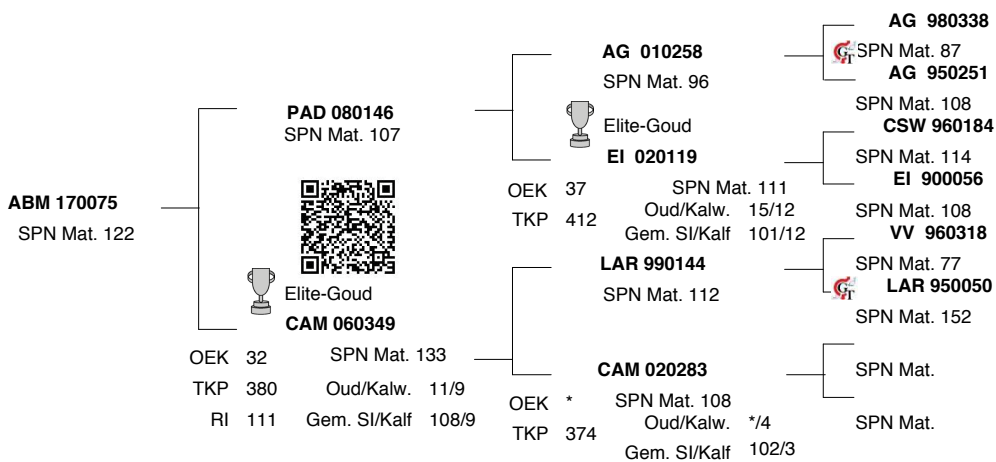 AG 980338
AG 010258
GT SPN Mat. 87
SPN Mat. 96
AG 950251
PAD 080146
SPN Mat. 108
SPN Mat. 107
Elite-Goud
CSW 960184
EI 020119
SPN Mat. 114
OEK 37 SPN Mat. 111
EI 900056
ABM 170075
TKP 412 Oud/Kalw. 15/12
SPN Mat. 108
SPN Mat. 122
Gem. SI/Kalf 101/12
VV 960318
LAR 990144
SPN Mat. 77
Elite-Goud
SPN Mat. 112
GT LAR 950050
CAM 060349
SPN Mat. 152
OEK 32 SPN Mat. 133
CAM 020283
SPN Mat.
TKP 380 Oud/Kalw. 11/9
OEK * SPN Mat. 108
RI 111 Gem. SI/Kalf 108/9
Oud/Kalw. */4
SPN Mat.
TKP 374
Gem. SI/Kalf 102/3